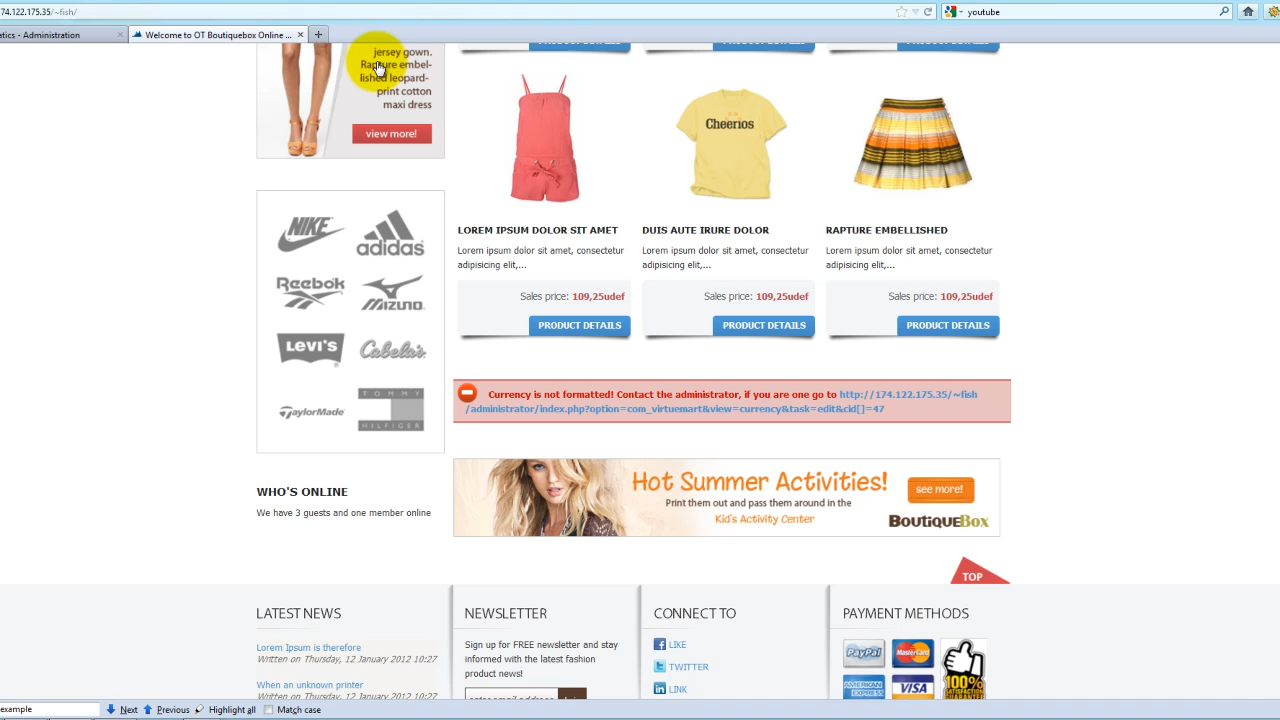 74.122.175.35/~fish/
youtube
atics - Administration
Welcome to OT Boutiquebox Online ...
jersey gown.
Rapture embel-
lished leopard-
print cotton
maxi dress
view more!
Cheerios
NIKE
adidas
Reebok
MIZUNO
LEVI'S
Cabela's
TaylorMade
TOMMY
HILFIGER
LOREM IPSUM DOLOR SIT AMET
Lorem ipsum dolor sit amet, consectetur
adipisicing elit,...
Sales price: 109,25udef
PRODUCT DETAILS
DUIS AUTE IRURE DOLOR
Lorem ipsum dolor sit amet, consectetur
adipisicing elit,...
Sales price: 109,25udef
PRODUCT DETAILS
RAPTURE EMBELLISHED
Lorem ipsum dolor sit amet, consectetur
adipisicing elit,...
Sales price: 109,25udef
PRODUCT DETAILS
Currency is not formatted! Contact the administrator, if you are one go to http://174.122.175.35/~fish
/administrator/index.php?option=com_virtuemart&view=currency&task=edit&cid[]=47
Hot Summer Activities!
Print them out and pass them around in the
Kid's Activity Center
see more!
BOUTIQUEBOX
WHO'S ONLINE
We have 3 guests and one member online
TOP
LATEST NEWS
Lorem Ipsum is therefore
Written on Thursday, 12 January 2012 10:27
When an unknown printer
Written on Thursday, 12 January 2012 10:27
NEWSLETTER
Sign up for FREE newsletter and stay
informed with the latest fashion
product news!
enter email address
CONNECT TO
LIKE
TWITTER
LINK
PAYMENT METHODS
PayPal
MasterCard
AMERICAN
EXPRESS
VISA
100%
SATISFACTION
GUARANTEE
example
Next
Previous
Highlight all
Match case